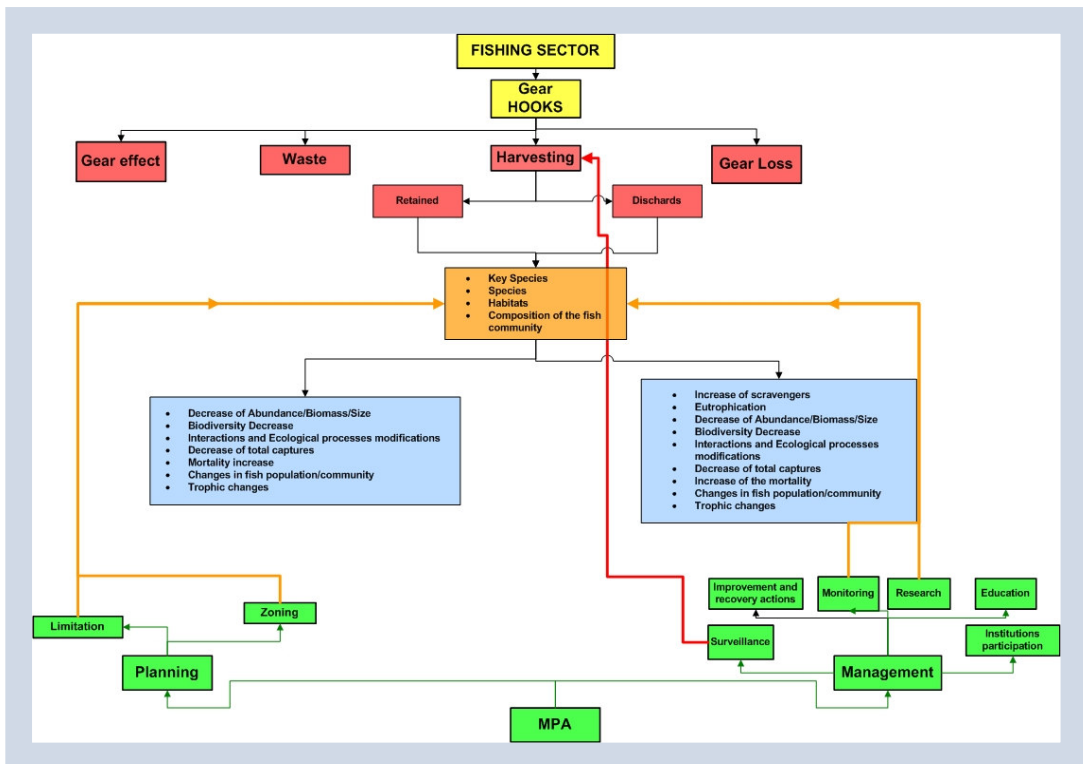 FISHING SECTOR
Gear
HOOKS
Gear effect
Waste
Harvesting
Gear Loss
Retained
Dischards
• Key Species
• Species
• Habitats
• Composition of the fish
community
• Decrease of Abundance/Biomass/Size
• Biodiversity Decrease
• Interactions and Ecological processes modifications
• Decrease of total captures
• Mortality increase
• Changes in fish population/community
• Trophic changes
• Increase of scravengers
• Eutrophication
• Decrease of Abundance/Biomass/Size
• Biodiversity Decrease
• Interactions and Ecological processes
modifications
• Decrease of total captures
• Increase of the mortality
• Changes in fish population/community
• Trophic changes
Limitation
Zoning
Planning
Improvement and
recovery actions
Monitoring
Research
Education
Surveillance
Institutions
participation
Management
MPA